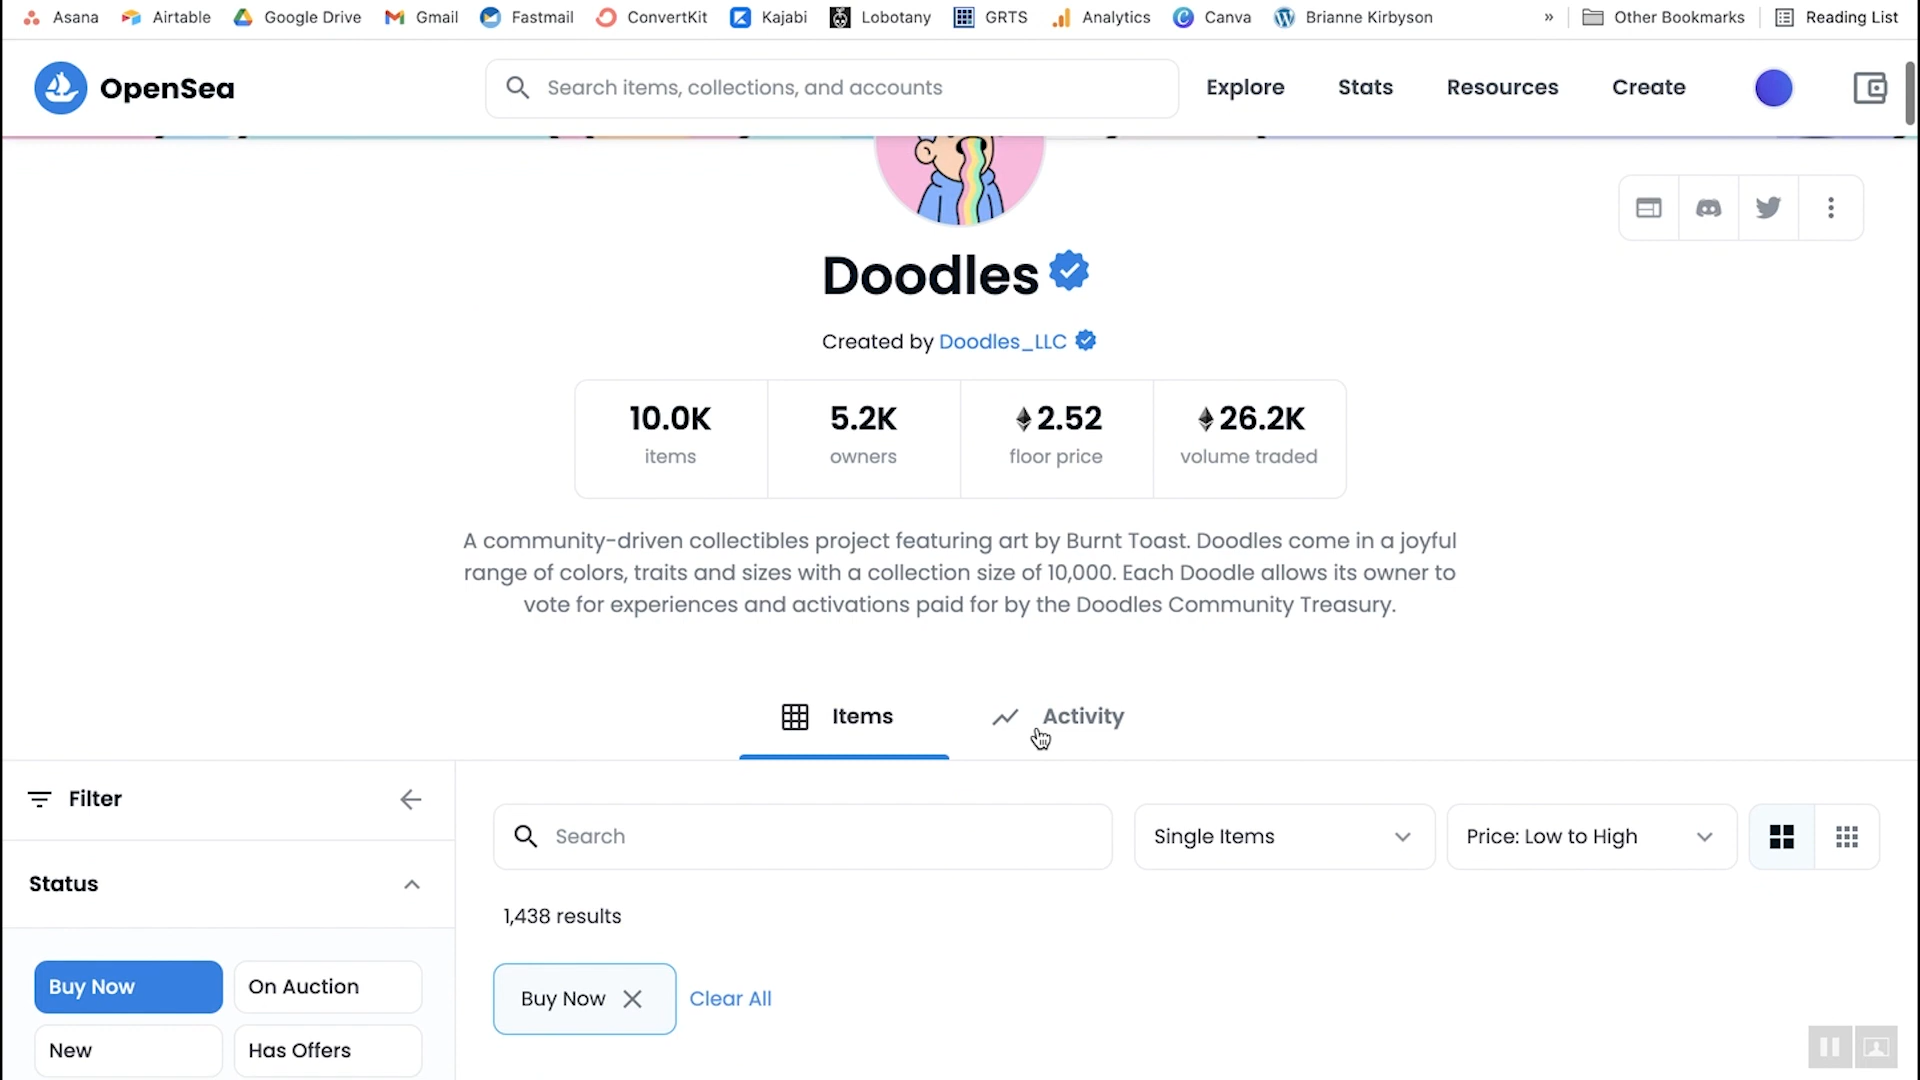 Asana Airtable Google Drive Gmail Fastmail ConvertKit Kajabi Lobotany GRTS Analytics Canva Brianne Kirbyson » Other Bookmarks Reading List
OpenSea Search items, collections, and accounts Explore Stats Resources Create
Doodles
Created by Doodles_LLC
10.0K 5.2K 2.52 26.2K
items owners floor price volume traded
A community-driven collectibles project featuring art by Burnt Toast. Doodles come in a joyful
range of colors, traits and sizes with a collection size of 10,000. Each Doodle allows its owner to
vote for experiences and activations paid for by the Doodles Community Treasury.
Items Activity
Filter
Search Single Items Price: Low to High
Status
1,438 results
Buy Now On Auction
Buy Now Clear All
New Has Offers